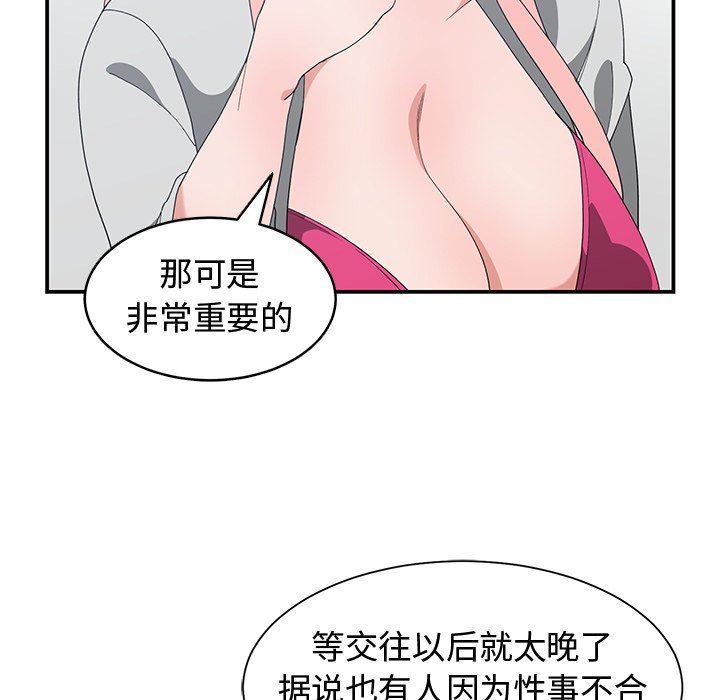 那可是
非常重要的
等交往以后就太晚了
据说也有人因为性事不合